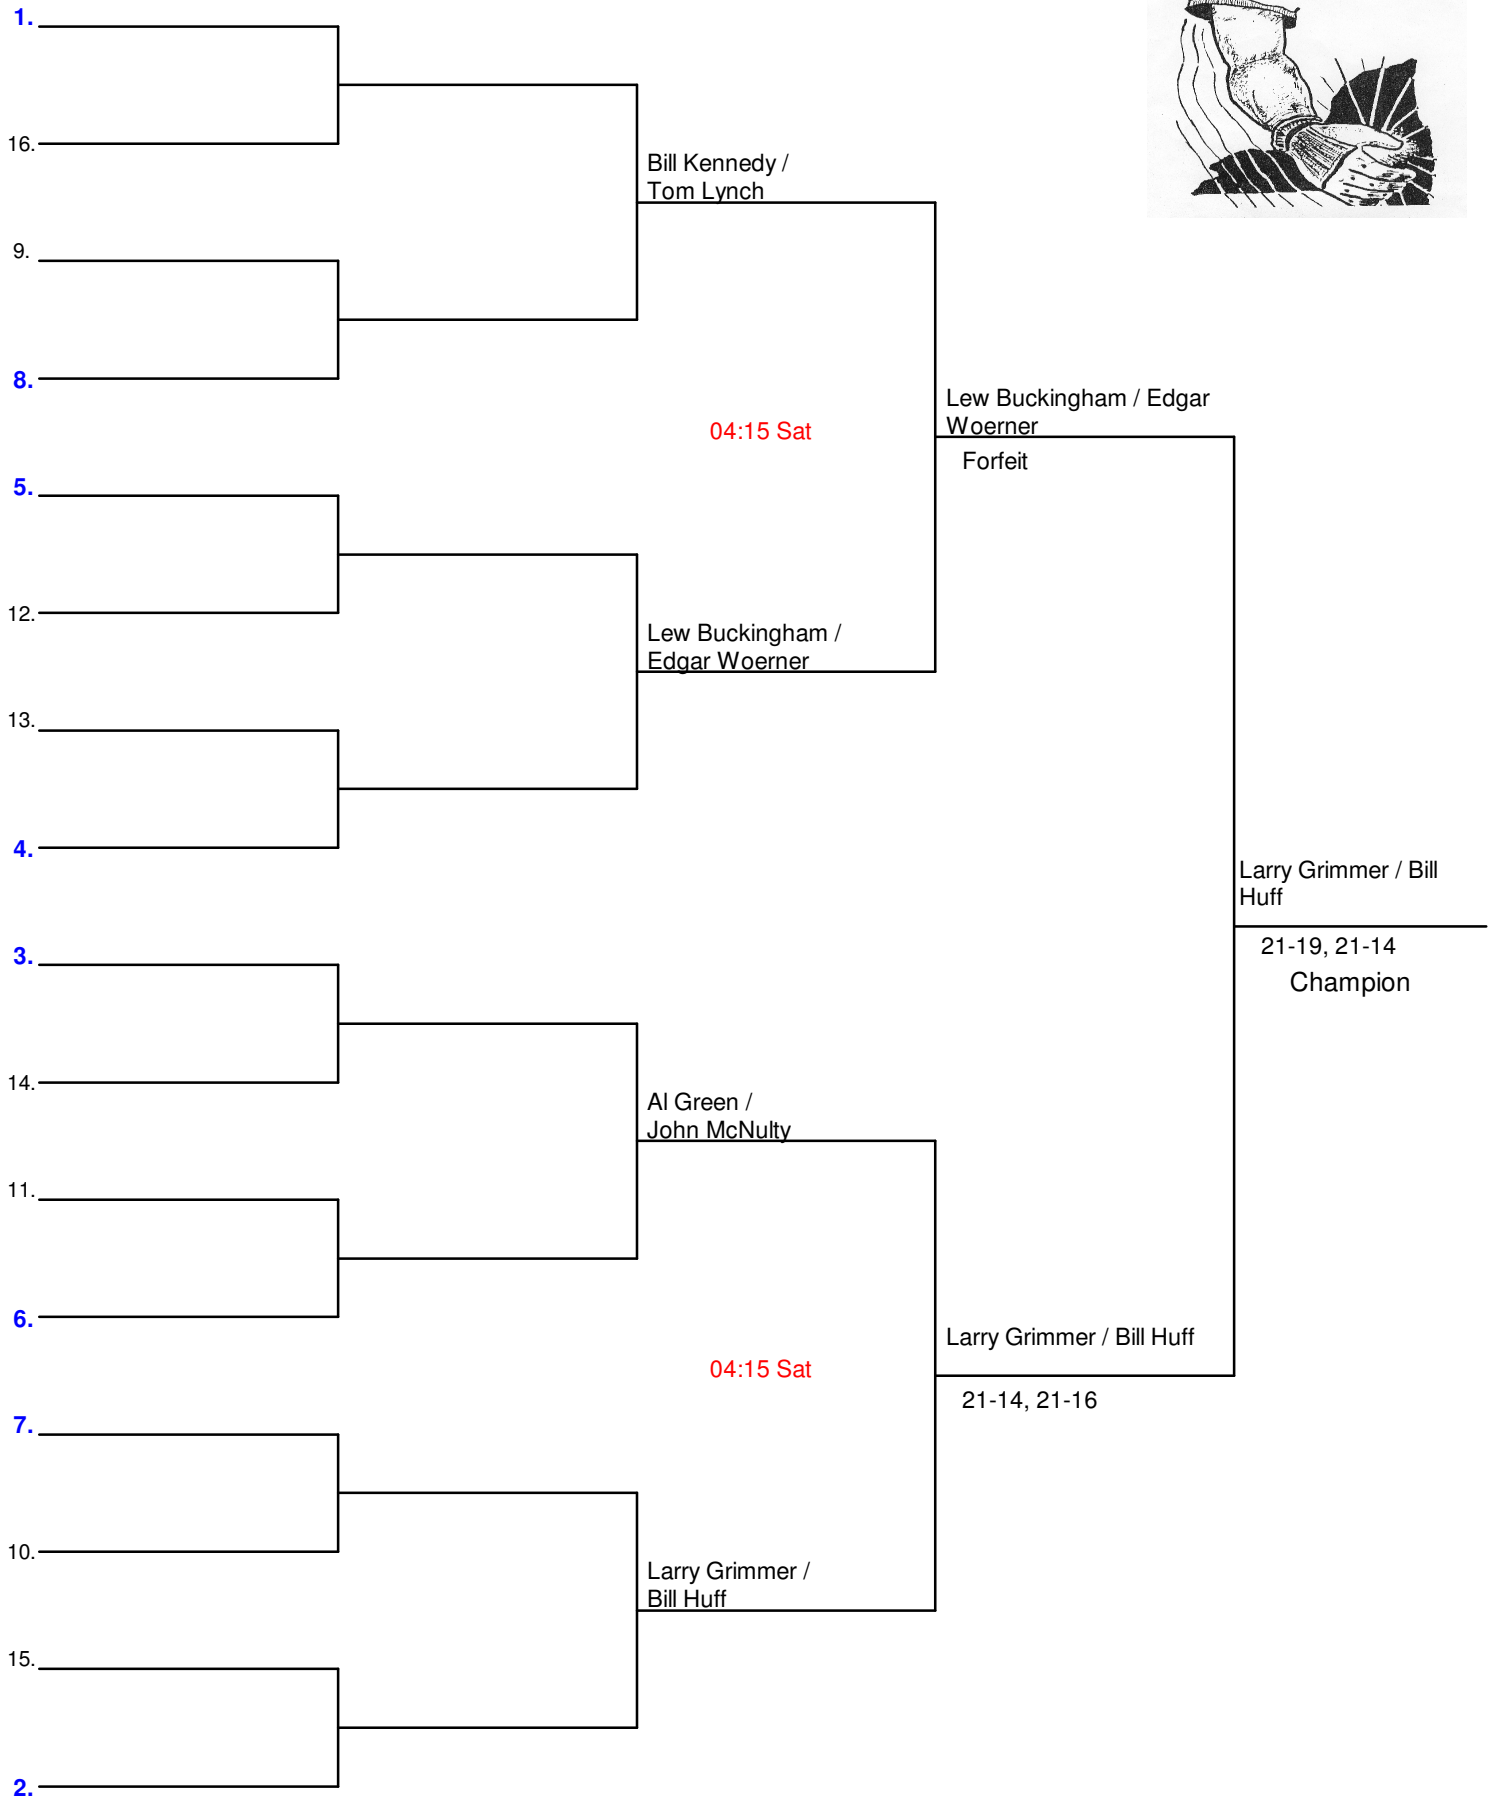 1.
16.
Bill Kennedy /
Tom Lynch
9.
8.
Lew Buckingham / Edgar
Woerner
04:15 Sat
Forfeit
5.
12.
Lew Buckingham /
Edgar Woerner
13.
4.
Larry Grimmer / Bill
Huff
21-19, 21-14
Champion
3.
14.
Al Green /
John McNulty
11.
6.
Larry Grimmer / Bill Huff
04:15 Sat
21-14, 21-16
7.
10.
Larry Grimmer /
Bill Huff
15.
2.